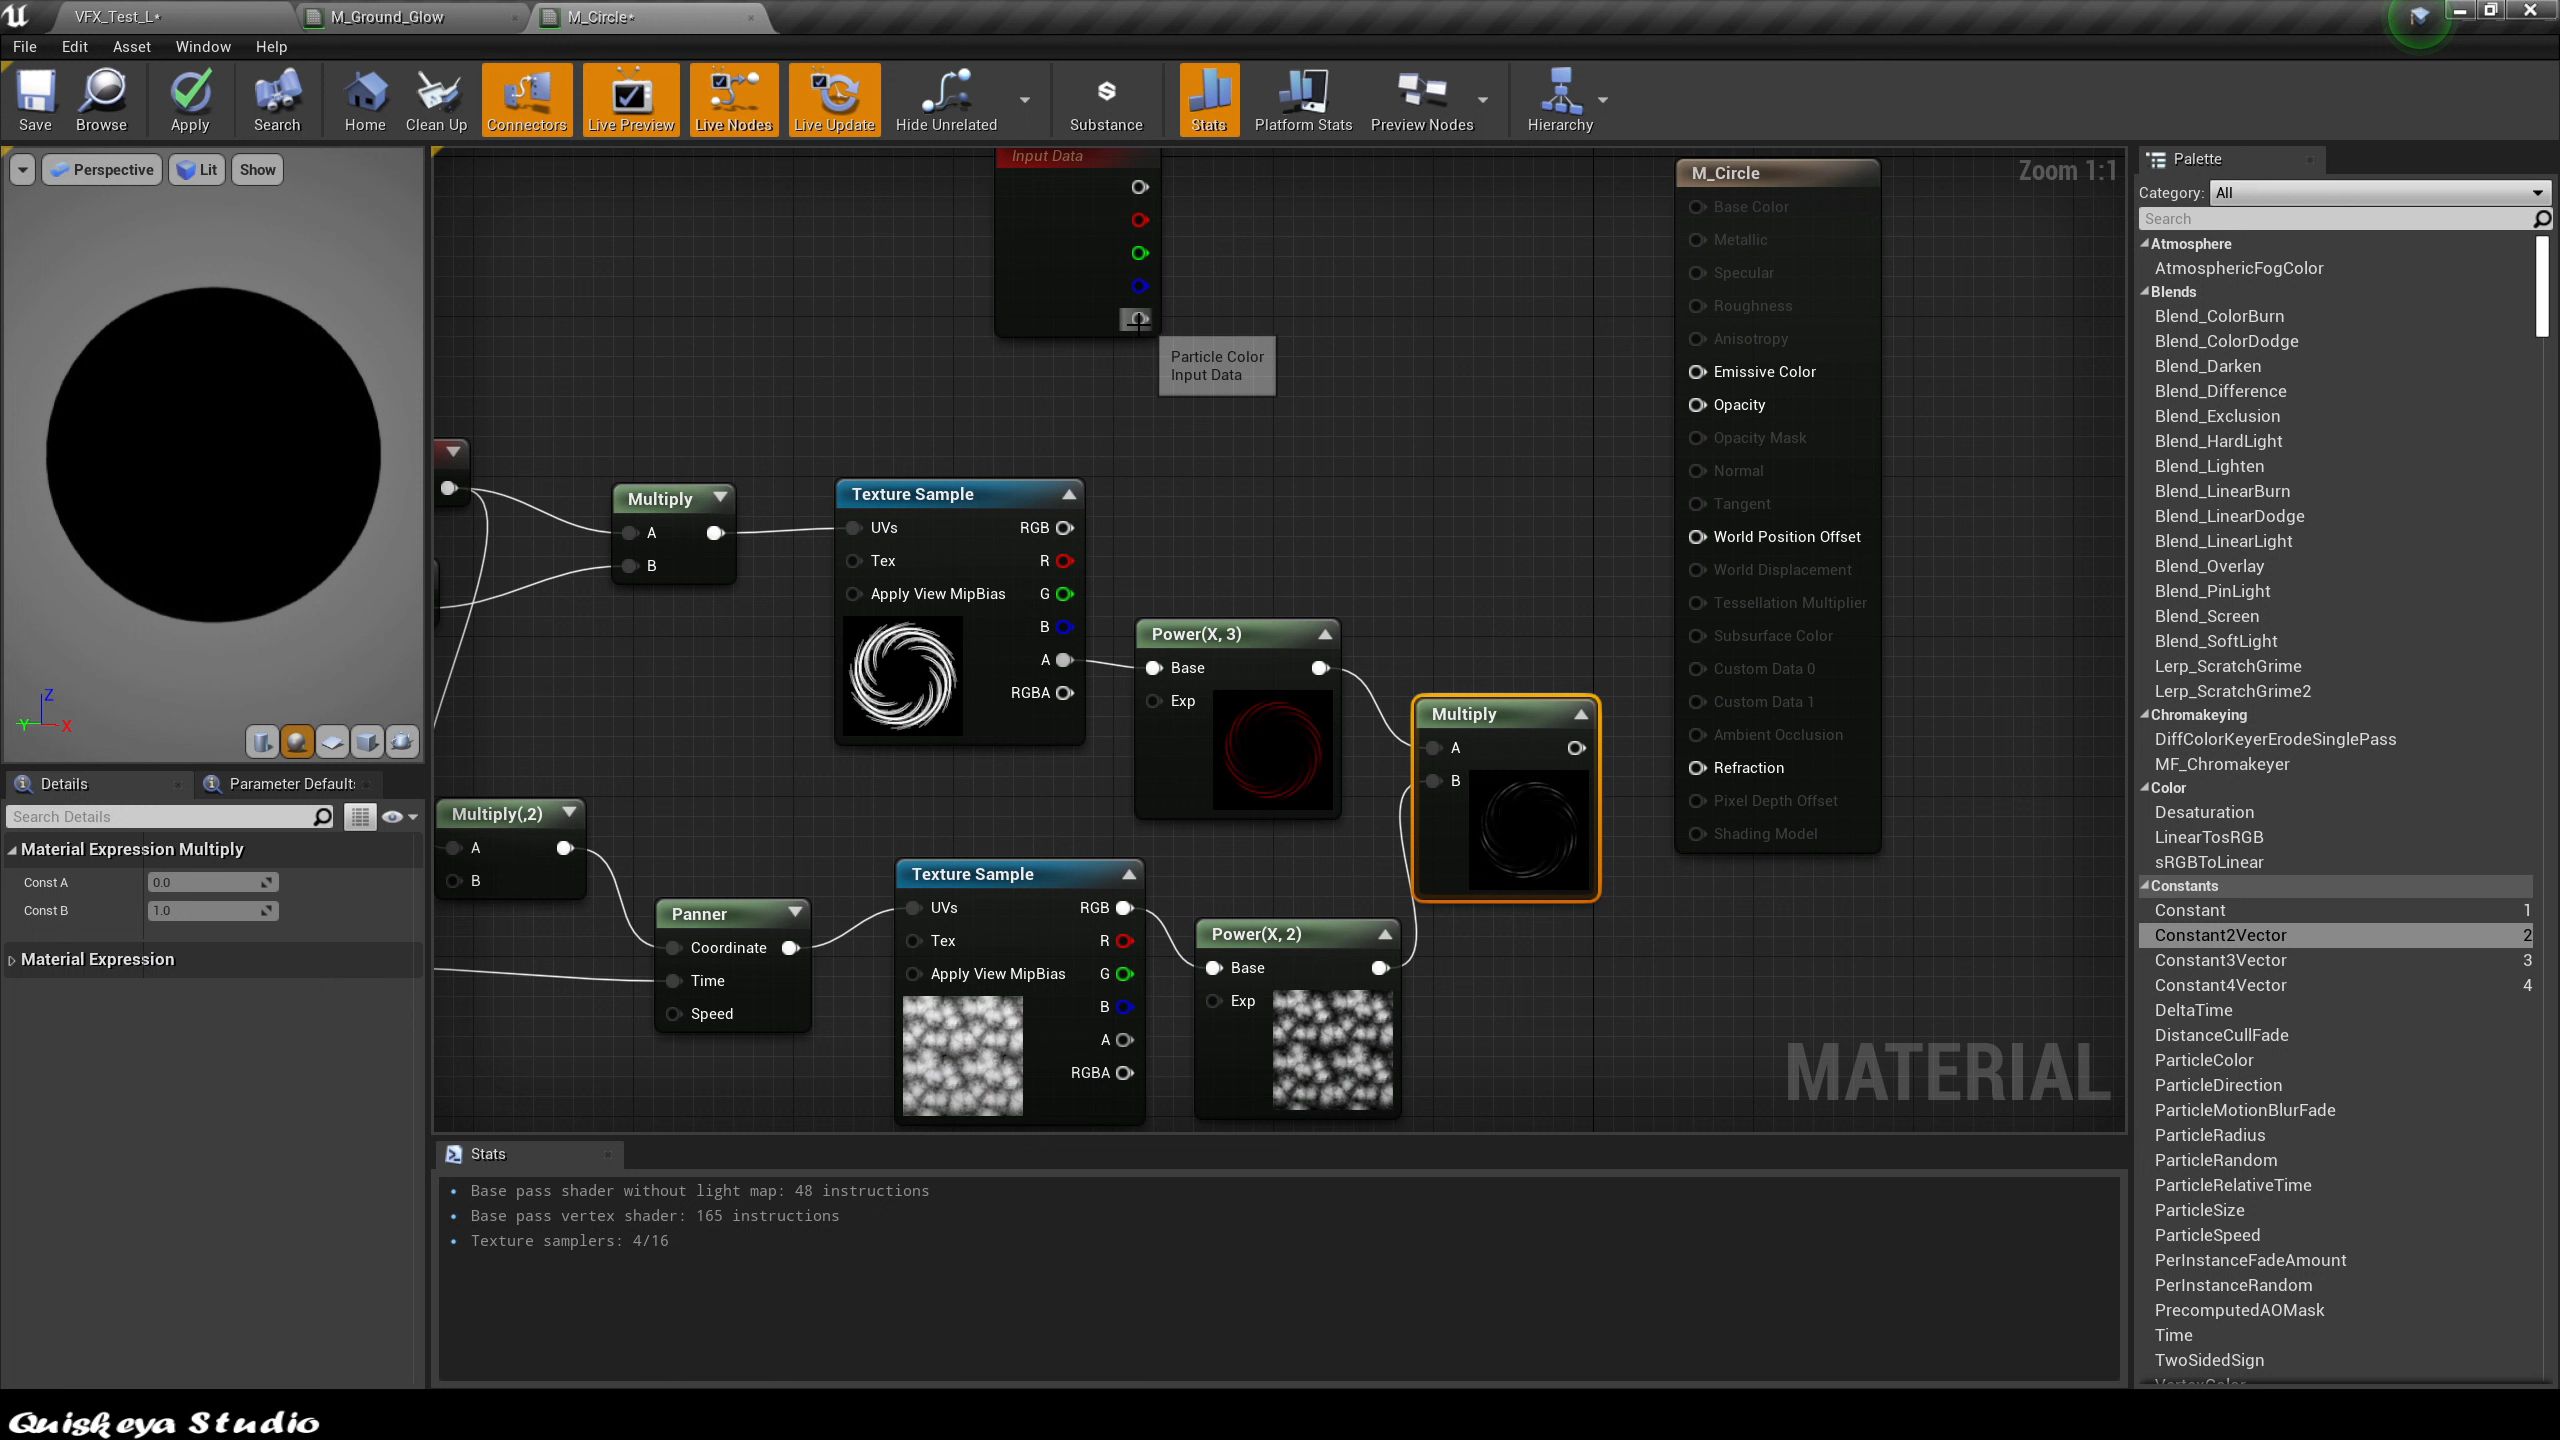 VFX_Test_L*
M_Ground_Glow
M_Circle*
File Edit Asset Window Help
Save
Browse
Apply
Search
Home
Clean Up
Connectors
Live Preview
Live Nodes
Live Update
Hide Unrelated
Substance
Stats
Platform Stats
Preview Nodes
Hierarchy
Perspective
Lit
Show
Z
Y
X
Details
Parameter Default
Search Details
Material Expression Multiply
Const A 0.0
Const B 1.0
Material Expression
Zoom 1:1
Input Data
Particle Color
Input Data
Multiply
A
B
Texture Sample
UVs RGB
Tex R
Apply View MipBias G
B
A
RGBA
Power(X, 3)
Base
Exp
Multiply
A
B
Multiply(,2)
A
B
Panner
Coordinate
Time
Speed
Texture Sample
UVs RGB
Tex R
Apply View MipBias G
B
A
RGBA
Power(X, 2)
Base
Exp
M_Circle
Base Color
Metallic
Specular
Roughness
Anisotropy
Emissive Color
Opacity
Opacity Mask
Normal
Tangent
World Position Offset
World Displacement
Tessellation Multiplier
Subsurface Color
Custom Data 0
Custom Data 1
Ambient Occlusion
Refraction
Pixel Depth Offset
Shading Model
MATERIAL
Stats
Base pass shader without light map: 48 instructions
Base pass vertex shader: 165 instructions
Texture samplers: 4/16
Palette
Category: All
Search
Atmosphere
AtmosphericFogColor
Blends
Blend_ColorBurn
Blend_ColorDodge
Blend_Darken
Blend_Difference
Blend_Exclusion
Blend_HardLight
Blend_Lighten
Blend_LinearBurn
Blend_LinearDodge
Blend_LinearLight
Blend_Overlay
Blend_PinLight
Blend_Screen
Blend_SoftLight
Lerp_ScratchGrime
Lerp_ScratchGrime2
Chromakeying
DiffColorKeyerErodeSinglePass
MF_Chromakeyer
Color
Desaturation
LinearTosRGB
sRGBToLinear
Constants
Constant 1
Constant2Vector 2
Constant3Vector 3
Constant4Vector 4
DeltaTime
DistanceCullFade
ParticleColor
ParticleDirection
ParticleMotionBlurFade
ParticleRadius
ParticleRandom
ParticleRelativeTime
ParticleSize
ParticleSpeed
PerInstanceFadeAmount
PerInstanceRandom
PrecomputedAOMask
Time
TwoSidedSign
Quiskeya Studio